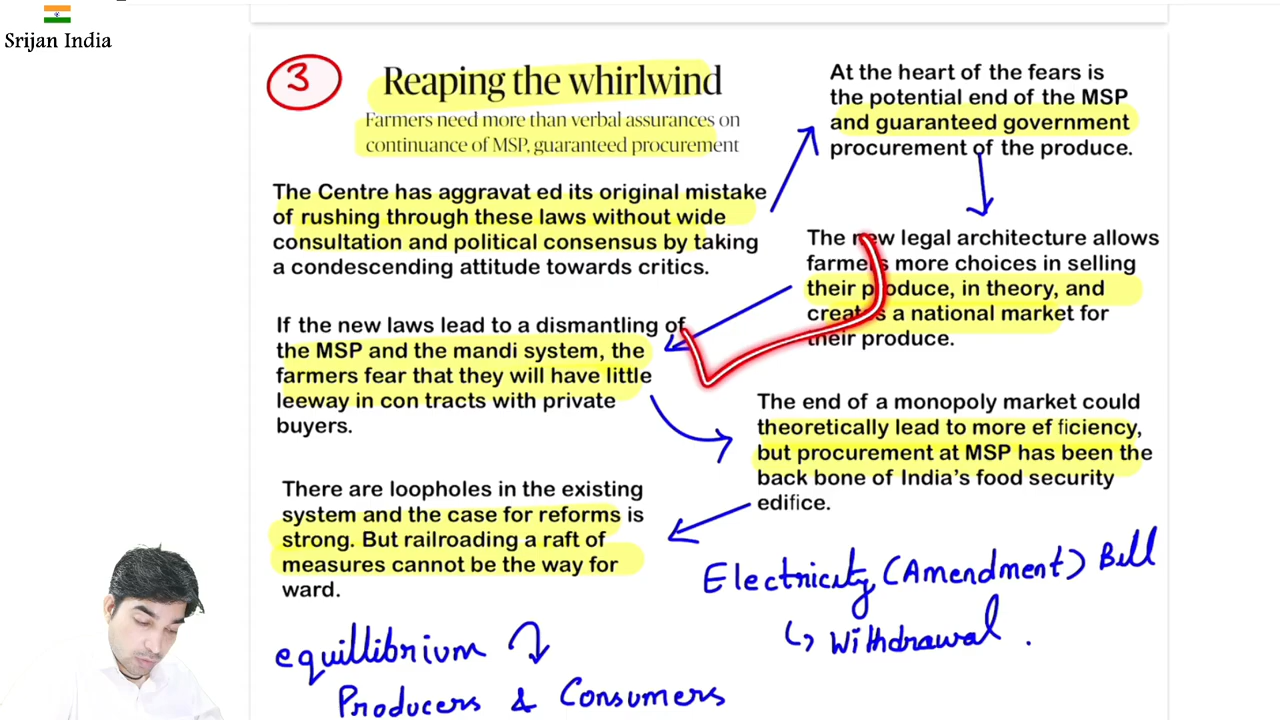 Srijan India
3
Reaping the whirlwind
Farmers need more than verbal assurances on
continuance of MSP, guaranteed procurement
The Centre has aggravat ed its original mistake
of rushing through these laws without wide
consultation and political consensus by taking
a condescending attitude towards critics.
At the heart of the fears is
the potential end of the MSP
and guaranteed government
procurement of the produce.
The new legal architecture allows
farmers more choices in selling
their produce, in theory, and
creates a national market for
their produce.
If the new laws lead to a dismantling of
the MSP and the mandi system, the
farmers fear that they will have little
leeway in con tracts with private
buyers.
The end of a monopoly market could
theoretically lead to more ef ficiency,
but procurement at MSP has been the
back bone of India's food security
edifice.
There are loopholes in the existing
system and the case for reforms is
strong. But railroading a raft of
measures cannot be the way for
ward.
Electricity (Amendment) Bill
↳ Withdrawal .
equillibrium
Producers & Consumers